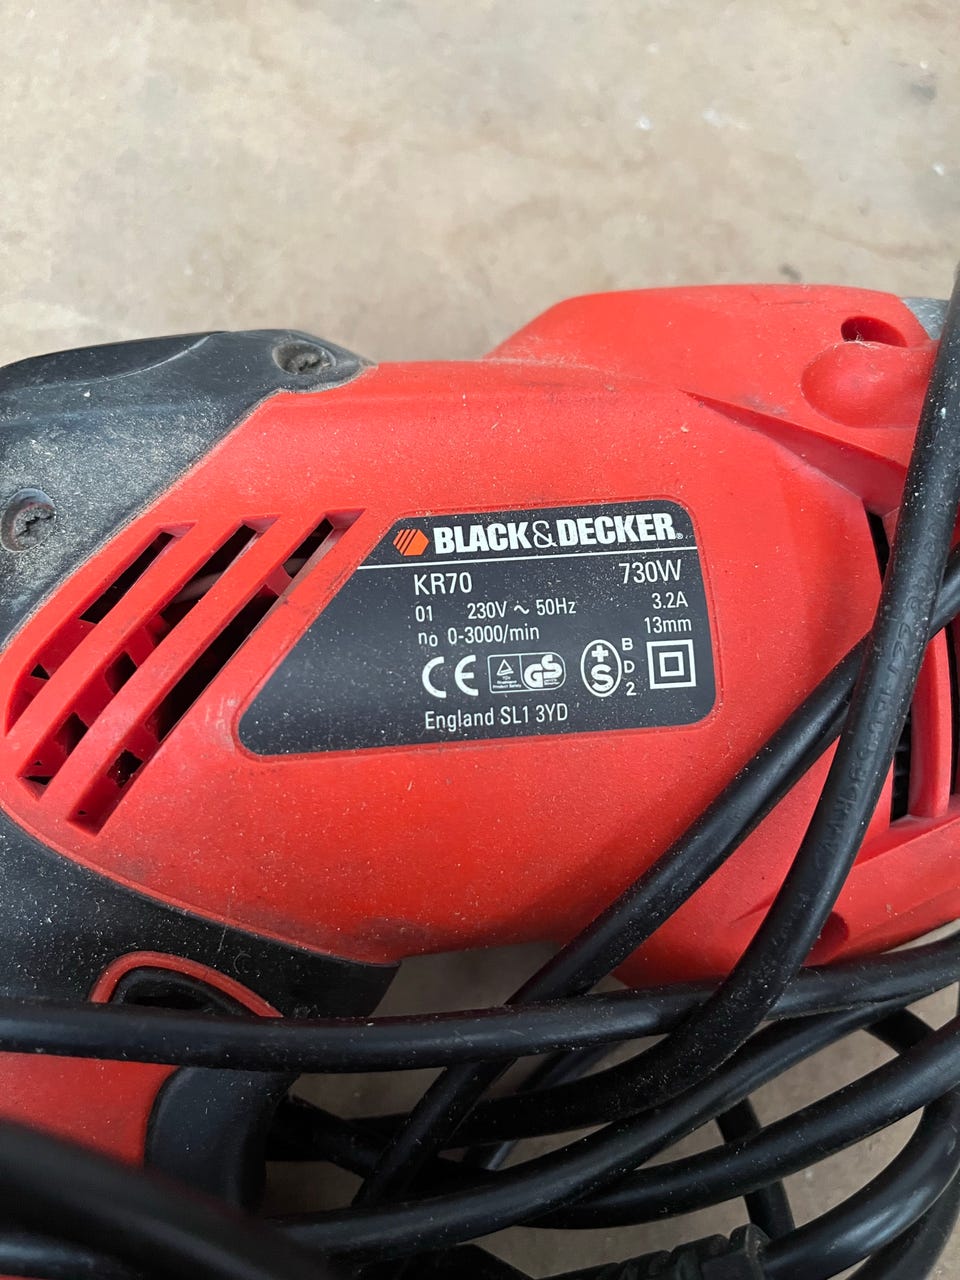 BLACK&DECKER®
KR70 730W
01 230V ~ 50Hz 3.2A
no 0-3000/min 13mm
CE GS +S B
D
2
England SL1 3YD